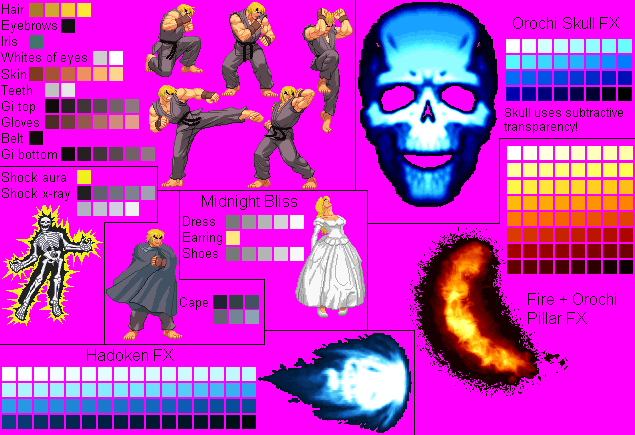 Hair
Eyebrows
Iris
Whites of eyes
Skin
Teeth
Gi top
Gloves
Belt
Gi bottom
Shock aura
Shock x-ray
Midnight Bliss
Dress
Earring
Shoes
Cape
Orochi Skull FX
Skull uses subtractive
transparency!
Fire + Orochi
Pillar FX
Hadoken FX